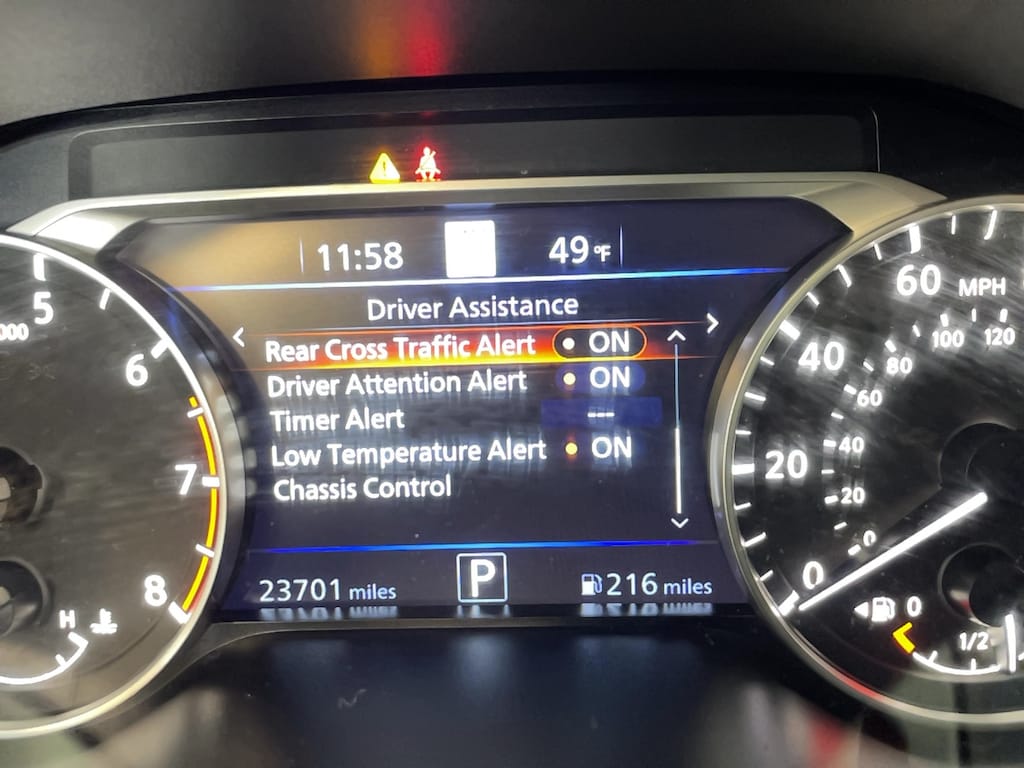 11:58
49°F
Driver Assistance
Rear Cross Traffic Alert ON
Driver Attention Alert ON
Timer Alert ---
Low Temperature Alert ON
Chassis Control
23701 miles
P
216 miles
000
5
6
7
8
H
60
MPH
40
20
0
120
100
80
60
40
20
0
0
1/2